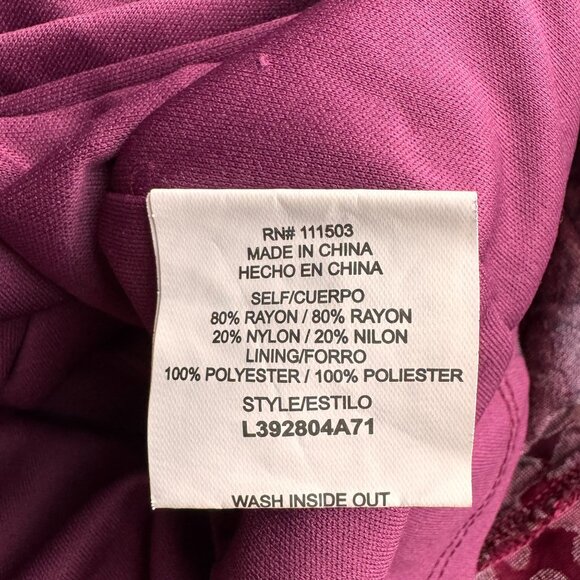 RN# 111503
MADE IN CHINA
HECHO EN CHINA
SELF/CUERPO
80% RAYON / 80% RAYON
20% NYLON / 20% NILON
LINING/FORRO
100% POLYESTER / 100% POLIESTER
STYLE/ESTILO
L392804A71
WASH INSIDE OUT